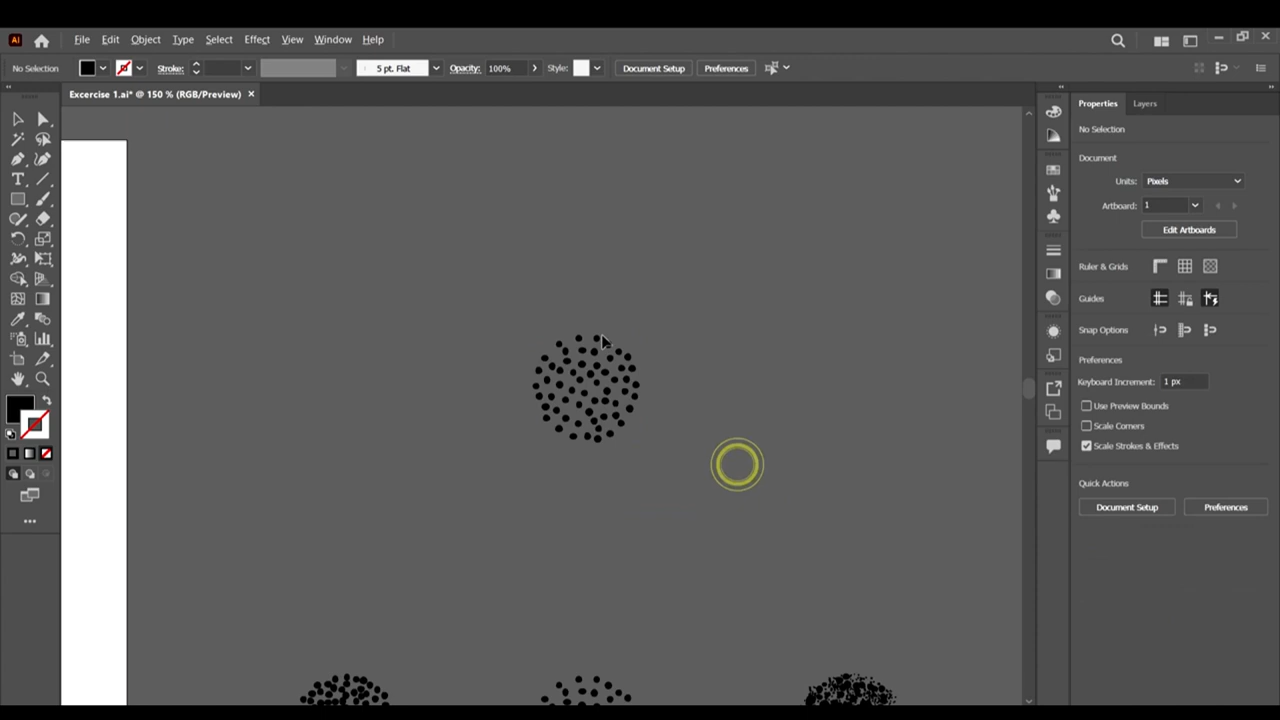 Ai File Edit Object Type Select Effect View Window Help
No Selection Stroke: 5 pt. Flat Opacity: 100% Style: Document Setup Preferences
Excercise 1.ai* @ 150 % (RGB/Preview) ×
Properties Layers
No Selection
Document
Units: Pixels
Artboard: 1
Edit Artboards
Ruler & Grids
Guides
Snap Options
Preferences
Keyboard Increment: 1 px
Use Preview Bounds
Scale Corners
Scale Strokes & Effects
Quick Actions
Document Setup Preferences